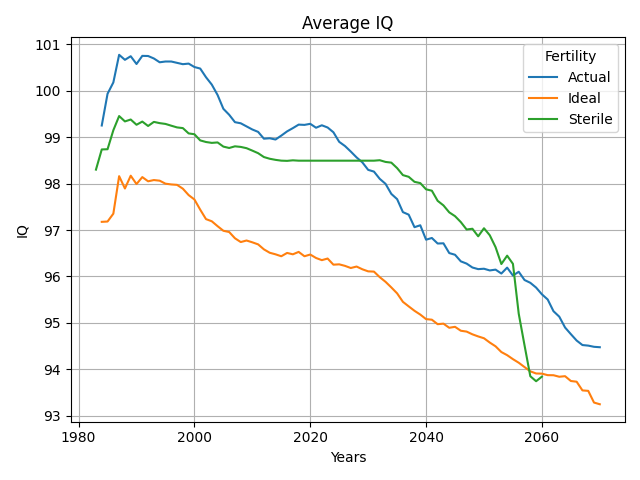 Average IQ
101
100
99
98
97
96
95
94
93
IQ
Fertility
Actual
Ideal
Sterile
1980
2000
2020
2040
2060
Years